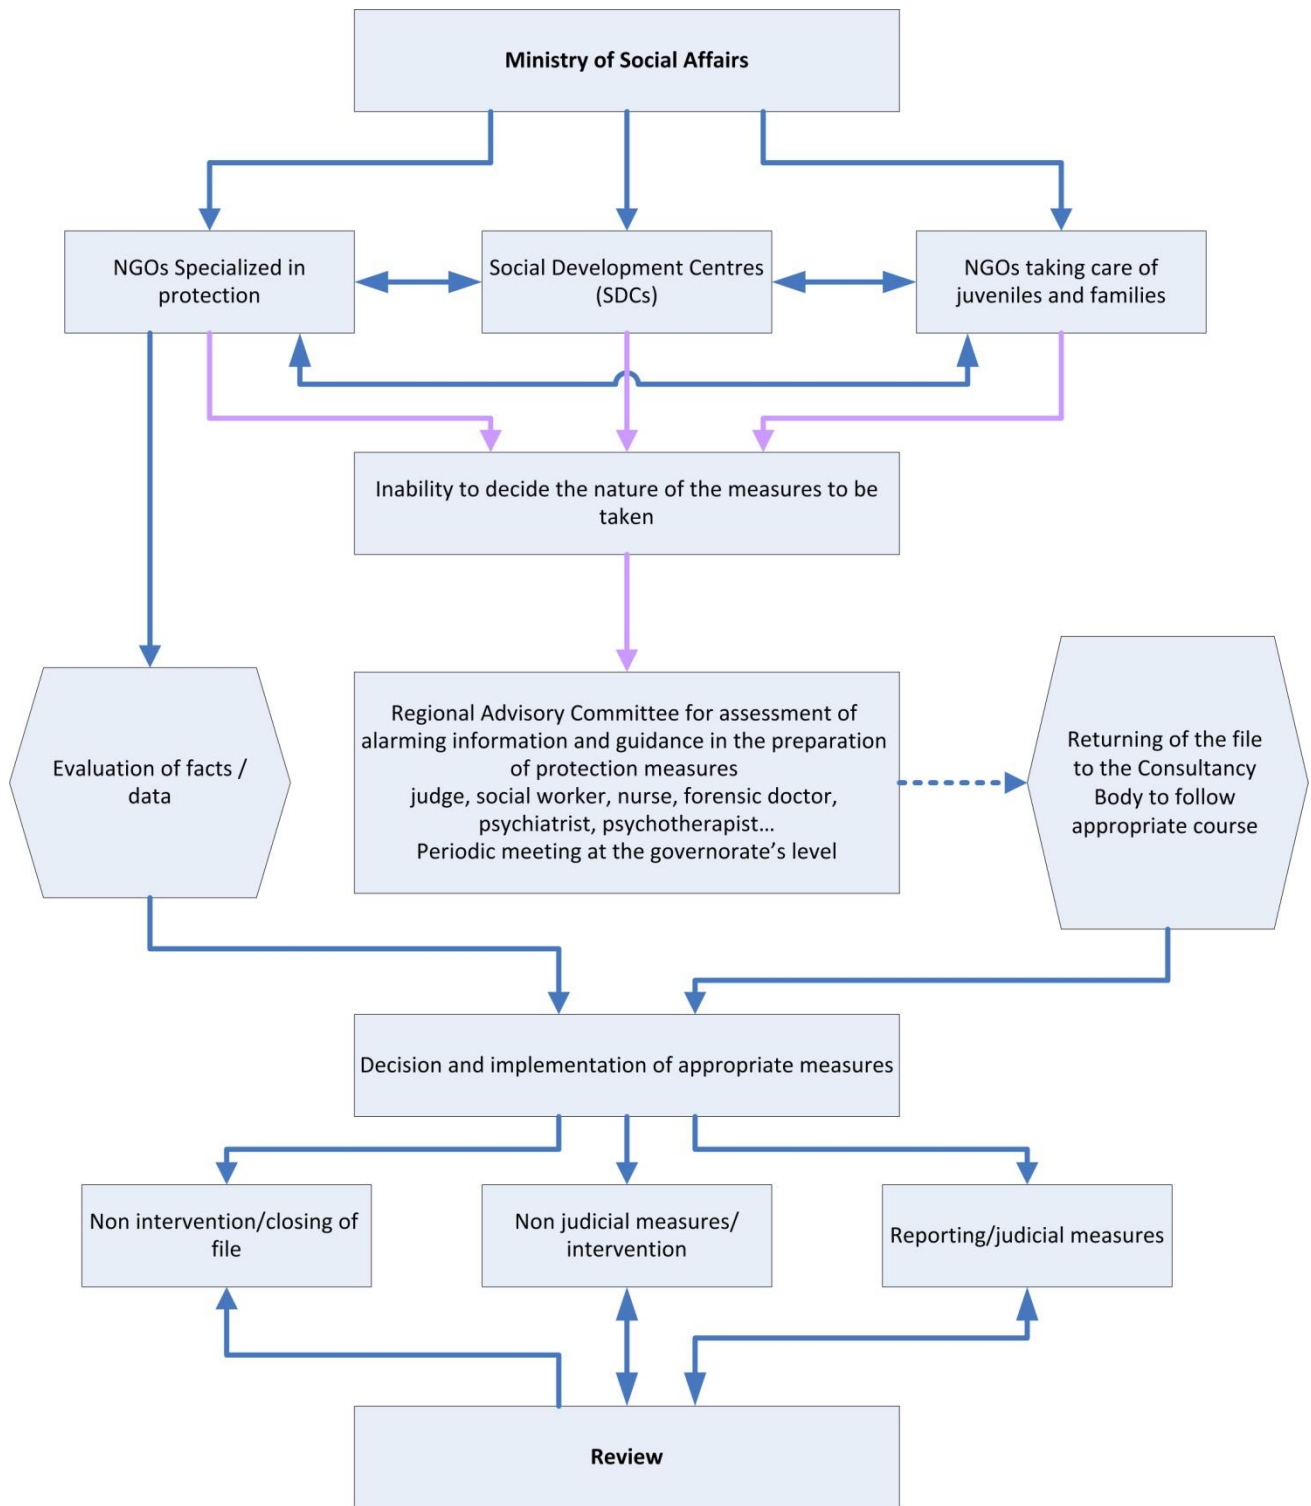 Ministry of Social Affairs
NGOs Specialized in
protection
Social Development Centres
(SDCs)
NGOs taking care of
juveniles and families
Inability to decide the nature of the measures to be
taken
Evaluation of facts /
data
Regional Advisory Committee for assessment of
alarming information and guidance in the preparation
of protection measures
judge, social worker, nurse, forensic doctor,
psychiatrist, psychotherapist…
Periodic meeting at the governorate’s level
Returning of the file
to the Consultancy
Body to follow
appropriate course
Decision and implementation of appropriate measures
Non intervention/closing of
file
Non judicial measures/
intervention
Reporting/judicial measures
Review